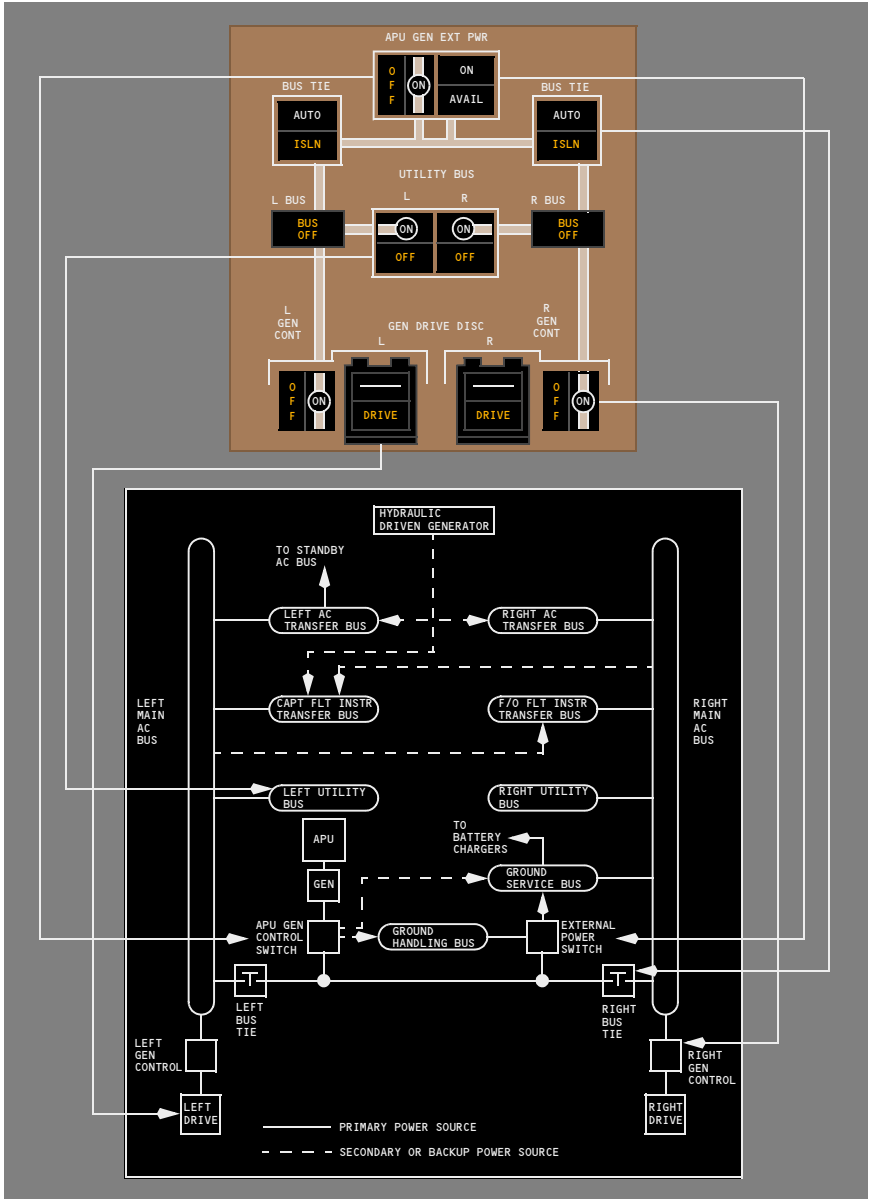 APU GEN EXT PWR
BUS TIE
BUS TIE
O
F
F
ON
ON
AVAIL
AUTO
ISLN
AUTO
ISLN
UTILITY BUS
L
R
L BUS
R BUS
BUS
OFF
ON
ON
BUS
OFF
OFF
OFF
L
GEN
CONT
GEN DRIVE DISC
L
R
R
GEN
CONT
O
F
F
ON
DRIVE
DRIVE
O
F
F
ON
HYDRAULIC
DRIVEN GENERATOR
TO STANDBY
AC BUS
LEFT AC
TRANSFER BUS
RIGHT AC
TRANSFER BUS
LEFT
MAIN
AC
BUS
CAPT FLT INSTR
TRANSFER BUS
F/O FLT INSTR
TRANSFER BUS
RIGHT
MAIN
AC
BUS
LEFT UTILITY
BUS
RIGHT UTILITY
BUS
APU
TO
BATTERY
CHARGERS
GEN
GROUND
SERVICE BUS
APU GEN
CONTROL
SWITCH
GROUND
HANDLING BUS
EXTERNAL
POWER
SWITCH
T
T
LEFT
BUS
TIE
RIGHT
BUS
TIE
LEFT
GEN
CONTROL
RIGHT
GEN
CONTROL
LEFT
DRIVE
RIGHT
DRIVE
PRIMARY POWER SOURCE
SECONDARY OR BACKUP POWER SOURCE